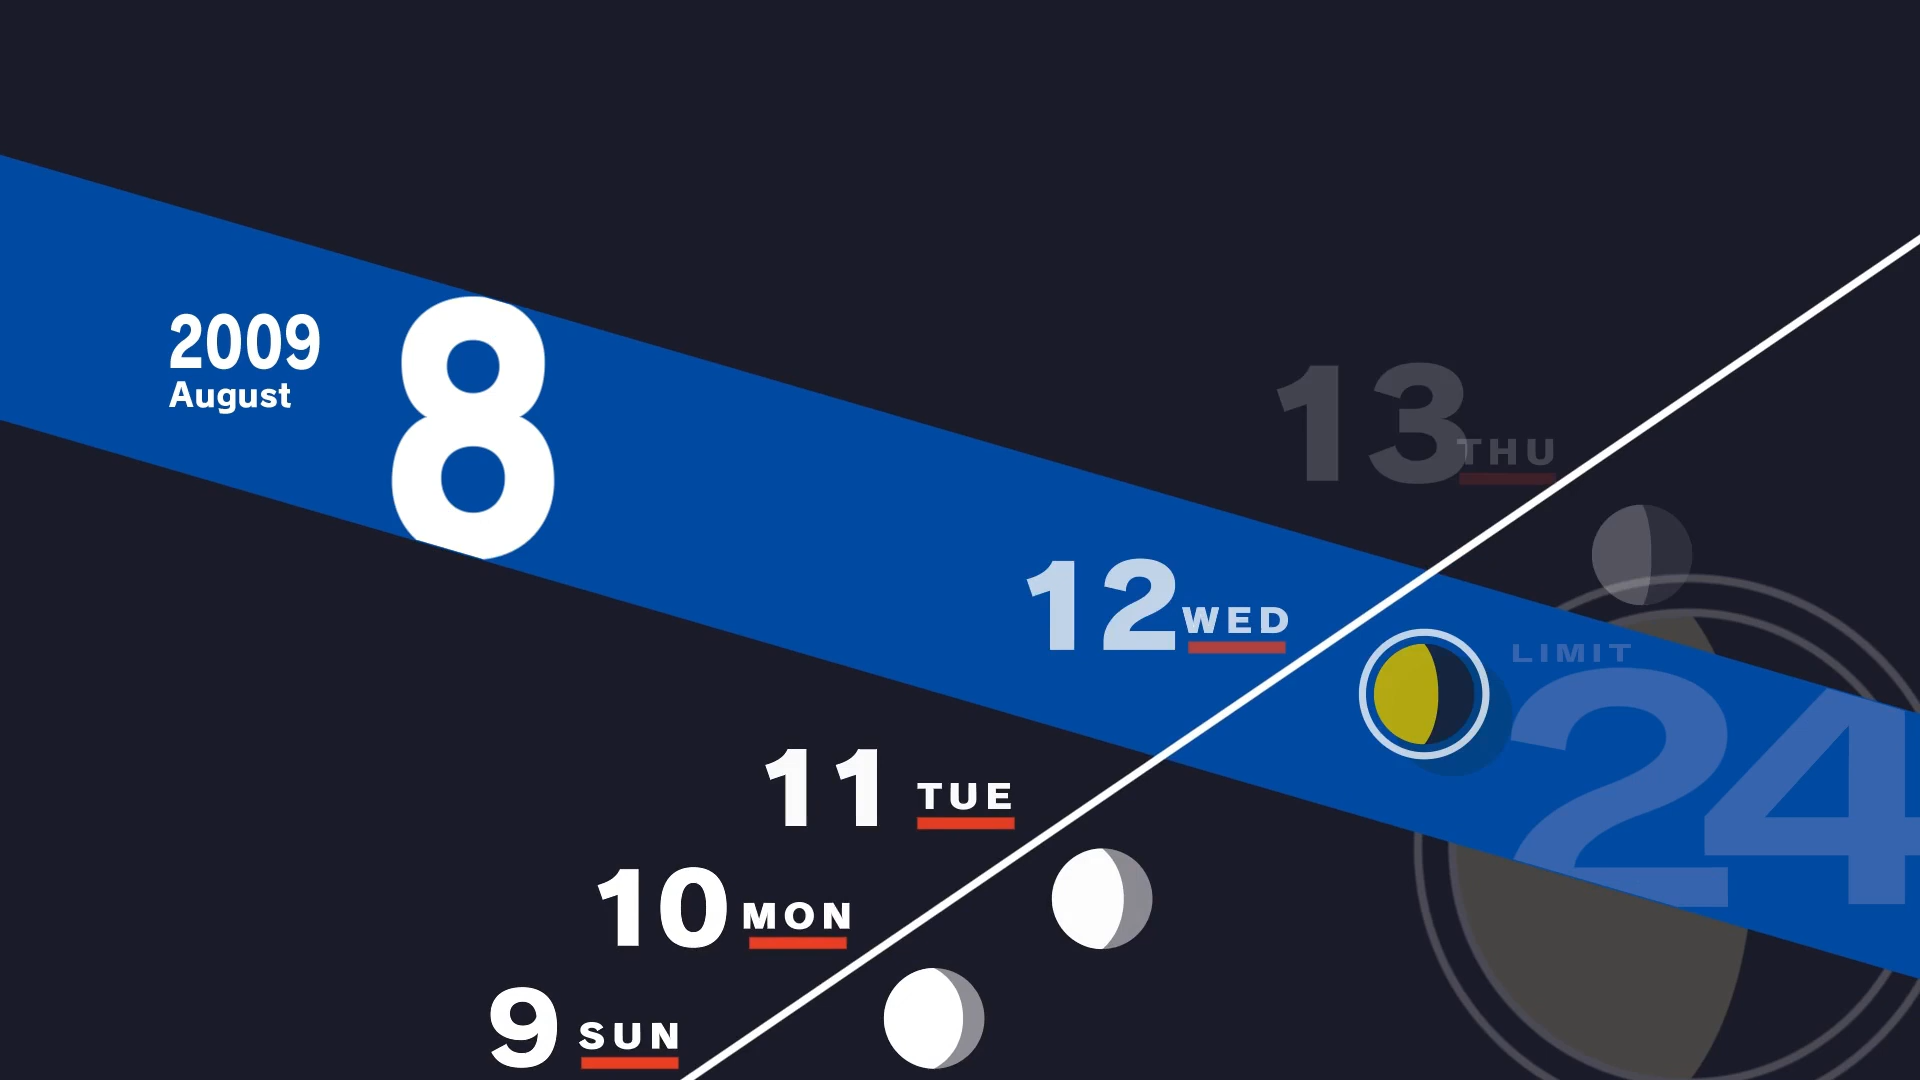 2009
August
8
13 THU
12 WED
LIMIT
24
11 TUE
10 MON
9 SUN